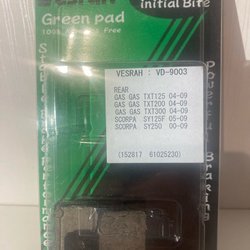 Vesrah
Initial Bite
Green pad
VESRAH : VD-9003
REAR
GAS GAS TXT125 04-09
GAS GAS TXT200 04-09
GAS GAS TXT300 04-09
SCORPA SY125F 05-09
SCORPA SY250 00-09
(152817 61025230)